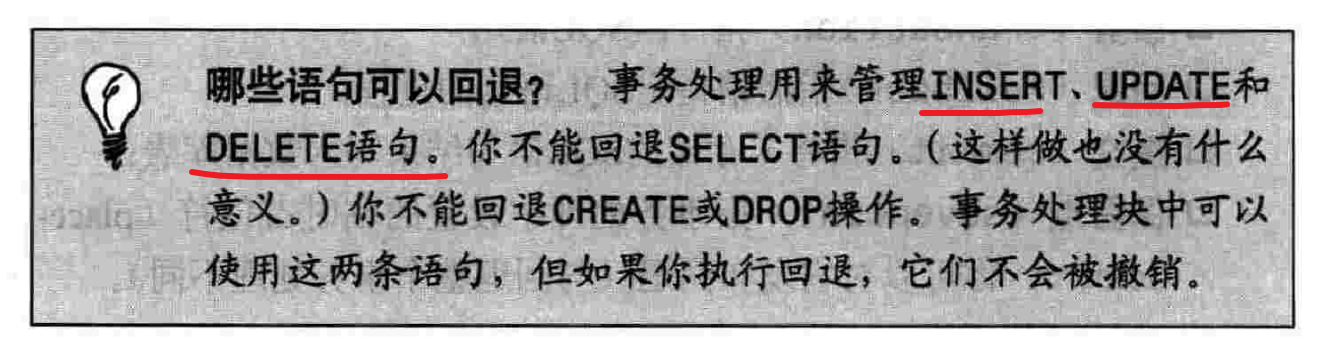 哪些语句可以回退? 事务处理用来管理INSERT、UPDATE和
DELETE语句。你不能回退SELECT语句。(这样做也没有什么
意义。)你不能回退CREATE或DROP操作。事务处理块中可以
使用这两条语句，但如果你执行回退，它们不会被撤销。